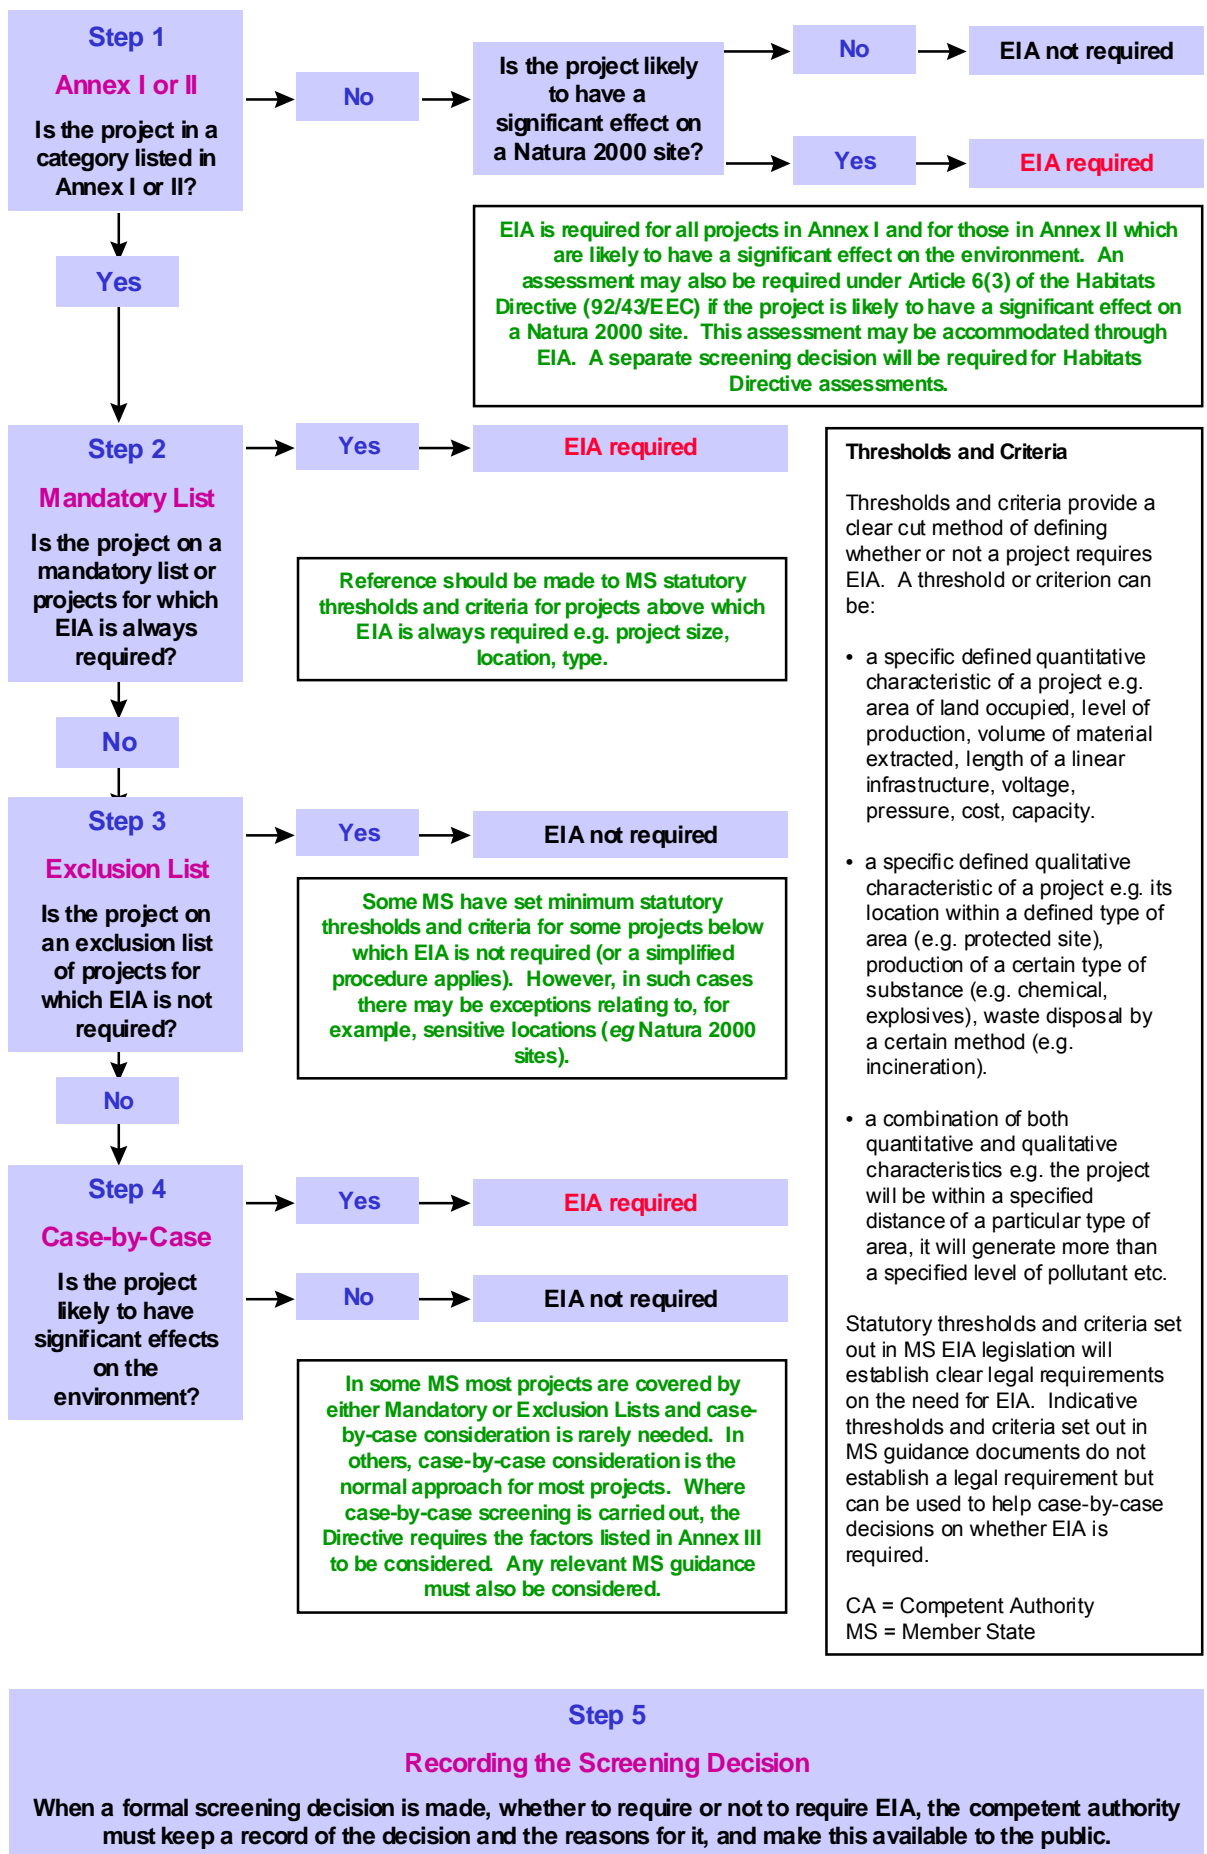 Step 1
Annex I or II
Is the project in a
category listed in
Annex I or II?
No
Is the project likely
to have a
significant effect on
a Natura 2000 site?
No
EIA not required
Yes
EIA required
EIA is required for all projects in Annex I and for those in Annex II which
are likely to have a significant effect on the environment. An
assessment may also be required under Article 6(3) of the Habitats
Directive (92/43/EEC) if the project is likely to have a significant effect on
a Natura 2000 site. This assessment may be accommodated through
EIA. A separate screening decision will be required for Habitats
Directive assessments.
Yes
Step 2
Mandatory List
Is the project on a
mandatory list or
projects for which
EIA is always
required?
Yes
EIA required
Reference should be made to MS statutory
thresholds and criteria for projects above which
EIA is always required e.g. project size,
location, type.
No
Step 3
Exclusion List
Is the project on
an exclusion list
of projects for
which EIA is not
required?
Yes
EIA not required
Some MS have set minimum statutory
thresholds and criteria for some projects below
which EIA is not required (or a simplified
procedure applies). However, in such cases
there may be exceptions relating to, for
example, sensitive locations (eg Natura 2000
sites).
No
Step 4
Case-by-Case
Is the project
likely to have
significant effects
on the
environment?
Yes
EIA required
No
EIA not required
In some MS most projects are covered by
either Mandatory or Exclusion Lists and case-
by-case consideration is rarely needed. In
others, case-by-case consideration is the
normal approach for most projects. Where
case-by-case screening is carried out, the
Directive requires the factors listed in Annex III
to be considered. Any relevant MS guidance
must also be considered.
Thresholds and Criteria
Thresholds and criteria provide a
clear cut method of defining
whether or not a project requires
EIA. A threshold or criterion can
be:
• a specific defined quantitative
characteristic of a project e.g.
area of land occupied, level of
production, volume of material
extracted, length of a linear
infrastructure, voltage,
pressure, cost, capacity.
• a specific defined qualitative
characteristic of a project e.g. its
location within a defined type of
area (e.g. protected site),
production of a certain type of
substance (e.g. chemical,
explosives), waste disposal by
a certain method (e.g.
incineration).
• a combination of both
quantitative and qualitative
characteristics e.g. the project
will be within a specified
distance of a particular type of
area, it will generate more than
a specified level of pollutant etc.
Statutory thresholds and criteria set
out in MS EIA legislation will
establish clear legal requirements
on the need for EIA. Indicative
thresholds and criteria set out in
MS guidance documents do not
establish a legal requirement but
can be used to help case-by-case
decisions on whether EIA is
required.
CA = Competent Authority
MS = Member State
Step 5
Recording the Screening Decision
When a formal screening decision is made, whether to require or not to require EIA, the competent authority
must keep a record of the decision and the reasons for it, and make this available to the public.